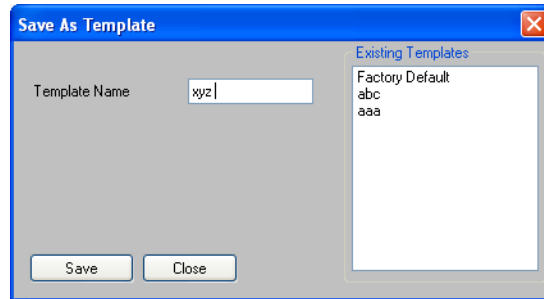 Save As Template
Template Name
xyz
Existing Templates
Factory Default
abc
aaa
Save
Close